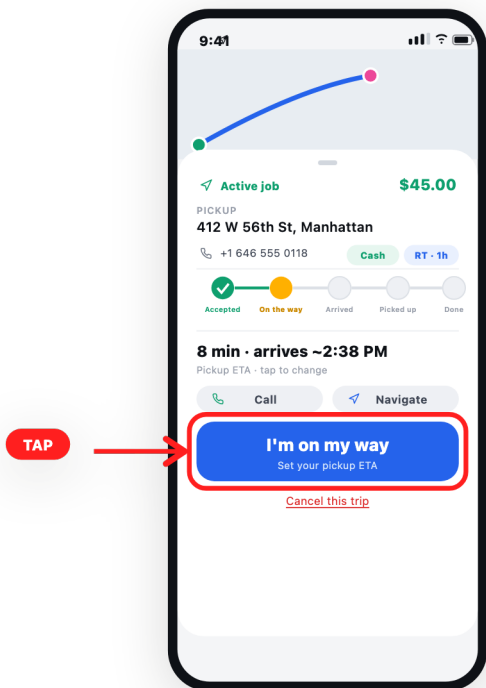 9:41
Active job
$45.00
PICKUP
412 W 56th St, Manhattan
+1 646 555 0118
Cash
RT · 1h
Accepted
On the way
Arrived
Picked up
Done
8 min · arrives ~2:38 PM
Pickup ETA · tap to change
Call
Navigate
TAP
I'm on my way
Set your pickup ETA
Cancel this trip